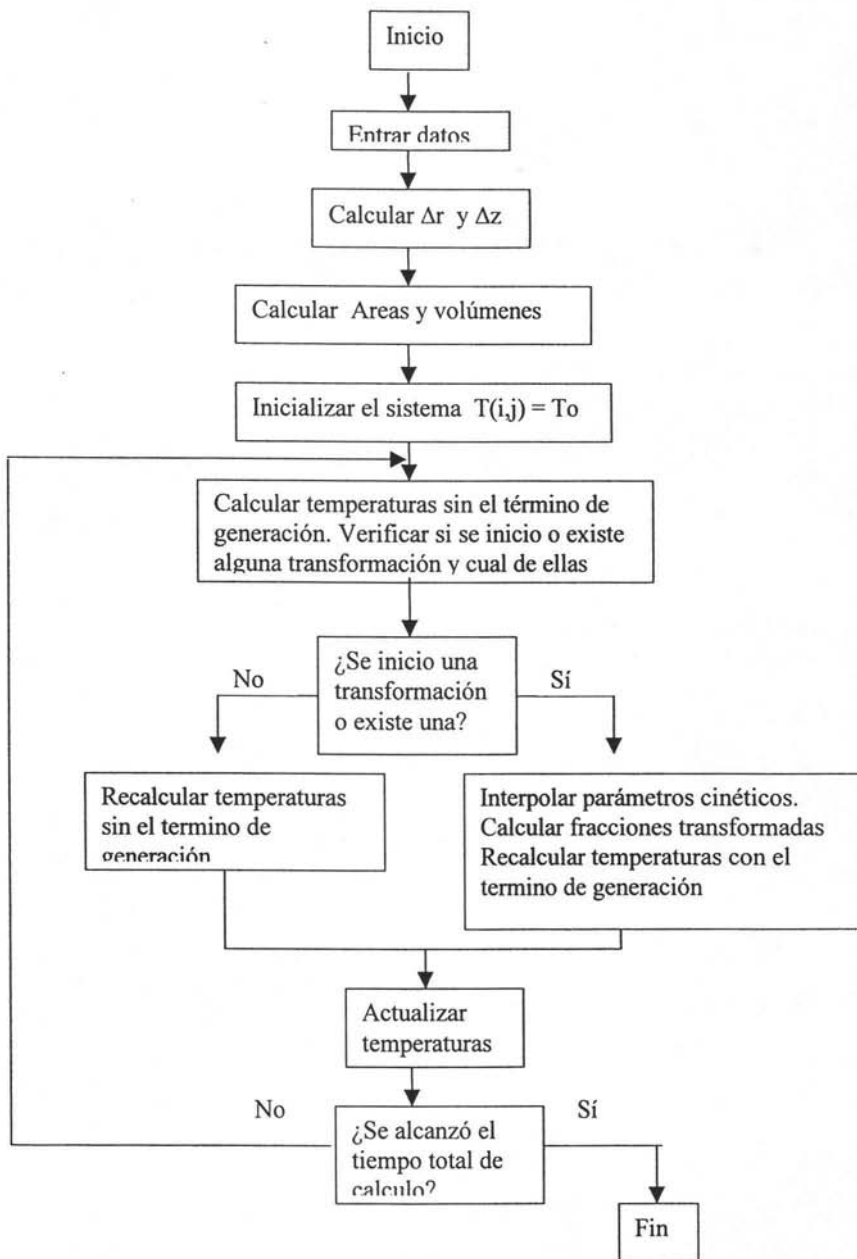 Inicio
Entrar datos
Calcular Δr y Δz
Calcular Areas y volúmenes
Inicializar el sistema T(i,j) = To
Calcular temperaturas sin el término de
generación. Verificar si se inicio o existe
alguna transformación y cual de ellas
¿Se inicio una
transformación
o existe una?
No
Sí
Recalcular temperaturas
sin el termino de
generación
Interpolar parámetros cinéticos.
Calcular fracciones transformadas
Recalcular temperaturas con el
termino de generación
Actualizar
temperaturas
No
Sí
¿Se alcanzó el
tiempo total de
calculo?
Fin